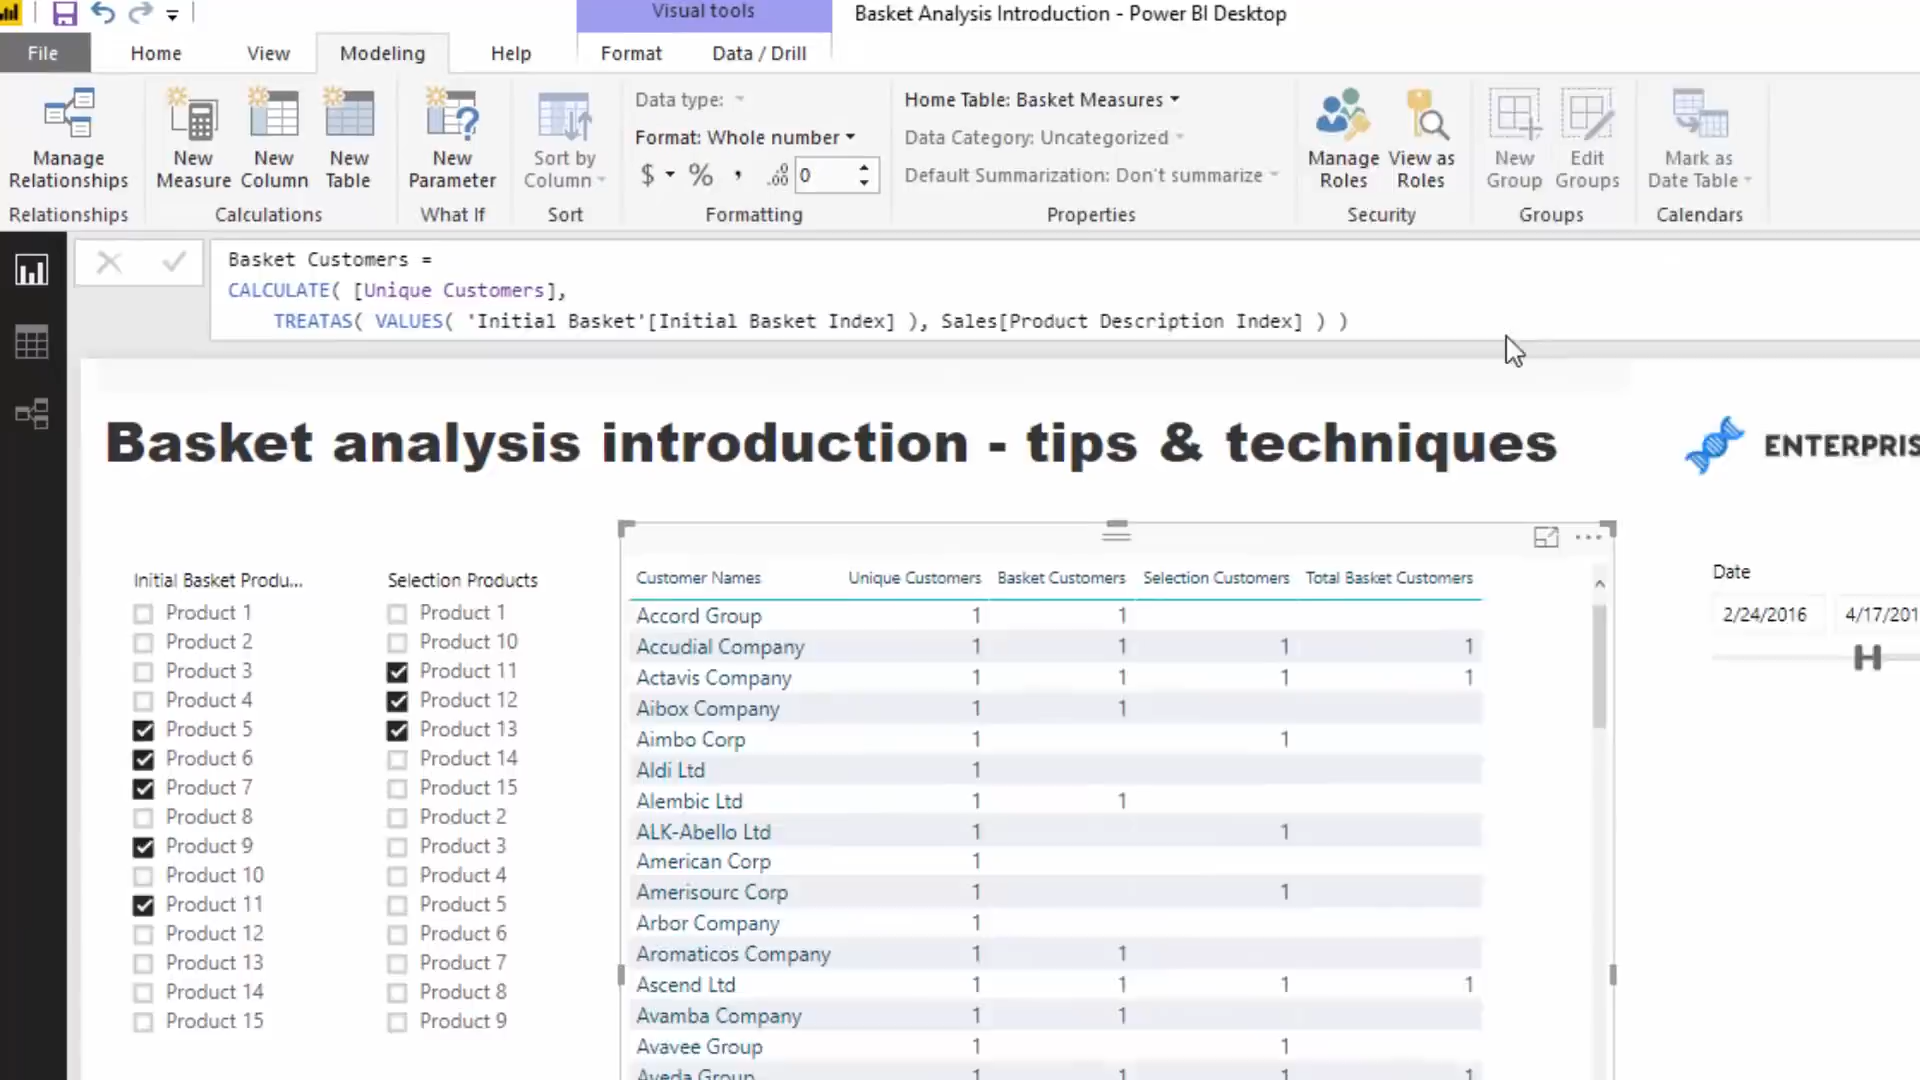 Visual tools
Basket Analysis Introduction - Power BI Desktop
File
Home
View
Modeling
Help
Format
Data / Drill
Manage Relationships
Relationships
New Measure
New Column
New Table
Calculations
New Parameter
What If
Sort by Column
Sort
Data type:
Format: Whole number
$ % , .00 0
Formatting
Home Table: Basket Measures
Data Category: Uncategorized
Default Summarization: Don't summarize
Properties
Manage Roles
View as Roles
Security
New Group
Edit Groups
Groups
Mark as Date Table
Calendars
Basket Customers =
CALCULATE( [Unique Customers],
TREATAS( VALUES( 'Initial Basket'[Initial Basket Index] ), Sales[Product Description Index] ) )
Basket analysis introduction - tips & techniques
ENTERPRIS
Initial Basket Produ...
Product 1
Product 2
Product 3
Product 4
Product 5
Product 6
Product 7
Product 8
Product 9
Product 10
Product 11
Product 12
Product 13
Product 14
Product 15
Selection Products
Product 1
Product 10
Product 11
Product 12
Product 13
Product 14
Product 15
Product 2
Product 3
Product 4
Product 5
Product 6
Product 7
Product 8
Product 9
Customer Names Unique Customers Basket Customers Selection Customers Total Basket Customers
Accord Group 1 1
Accudial Company 1 1 1 1
Actavis Company 1 1 1 1
Aibox Company 1 1
Aimbo Corp 1 1
Aldi Ltd 1
Alembic Ltd 1 1
ALK-Abello Ltd 1 1
American Corp 1
Amerisourc Corp 1 1
Arbor Company 1
Aromaticos Company 1 1
Ascend Ltd 1 1 1 1
Avamba Company 1 1
Avavee Group 1 1
Aveda Group 1 1 1 1
Date
2/24/2016 4/17/201